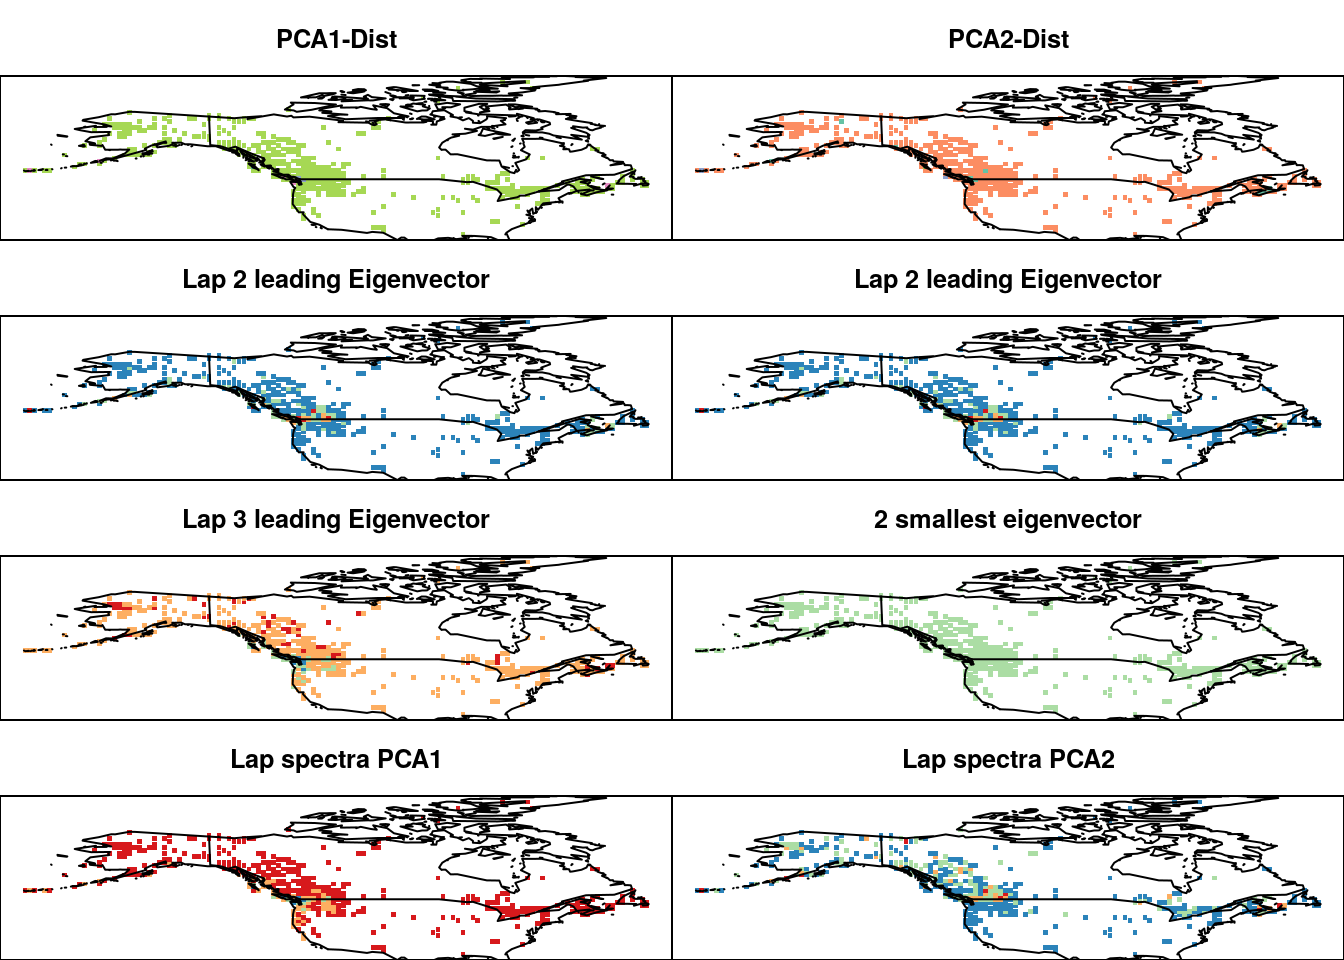 PCA1-Dist
PCA2-Dist
Lap 2 leading Eigenvector
Lap 2 leading Eigenvector
Lap 3 leading Eigenvector
2 smallest eigenvector
Lap spectra PCA1
Lap spectra PCA2